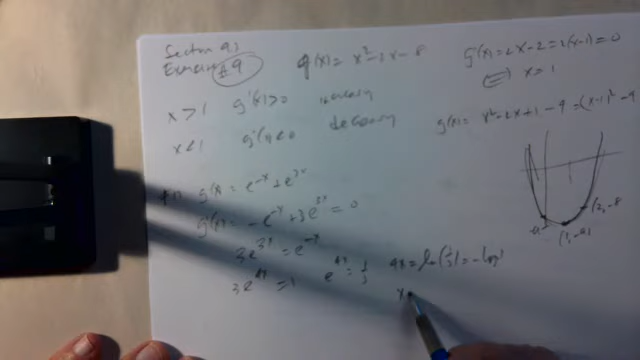 Section 9.1
Exercise #9
g(x) = x² - 2x - 8
g'(x) = 2x - 2 = 2(x-1) = 0
⟺ x = 1
x > 1 g'(x) > 0 increasing
x < 1 g'(x) < 0 decreasing
g(x) = x² - 2x + 1 - 9 = (x-1)² - 9
g(x) = e^{-x} + e^{3x}
g'(x) = -e^{-x} + 3e^{3x} = 0
3e^{3x} = e^{-x}
3e^{4x} = 1 e^{4x} = 1/3
4x = ln(1/3) =
x
(2, -8
(1, -9)